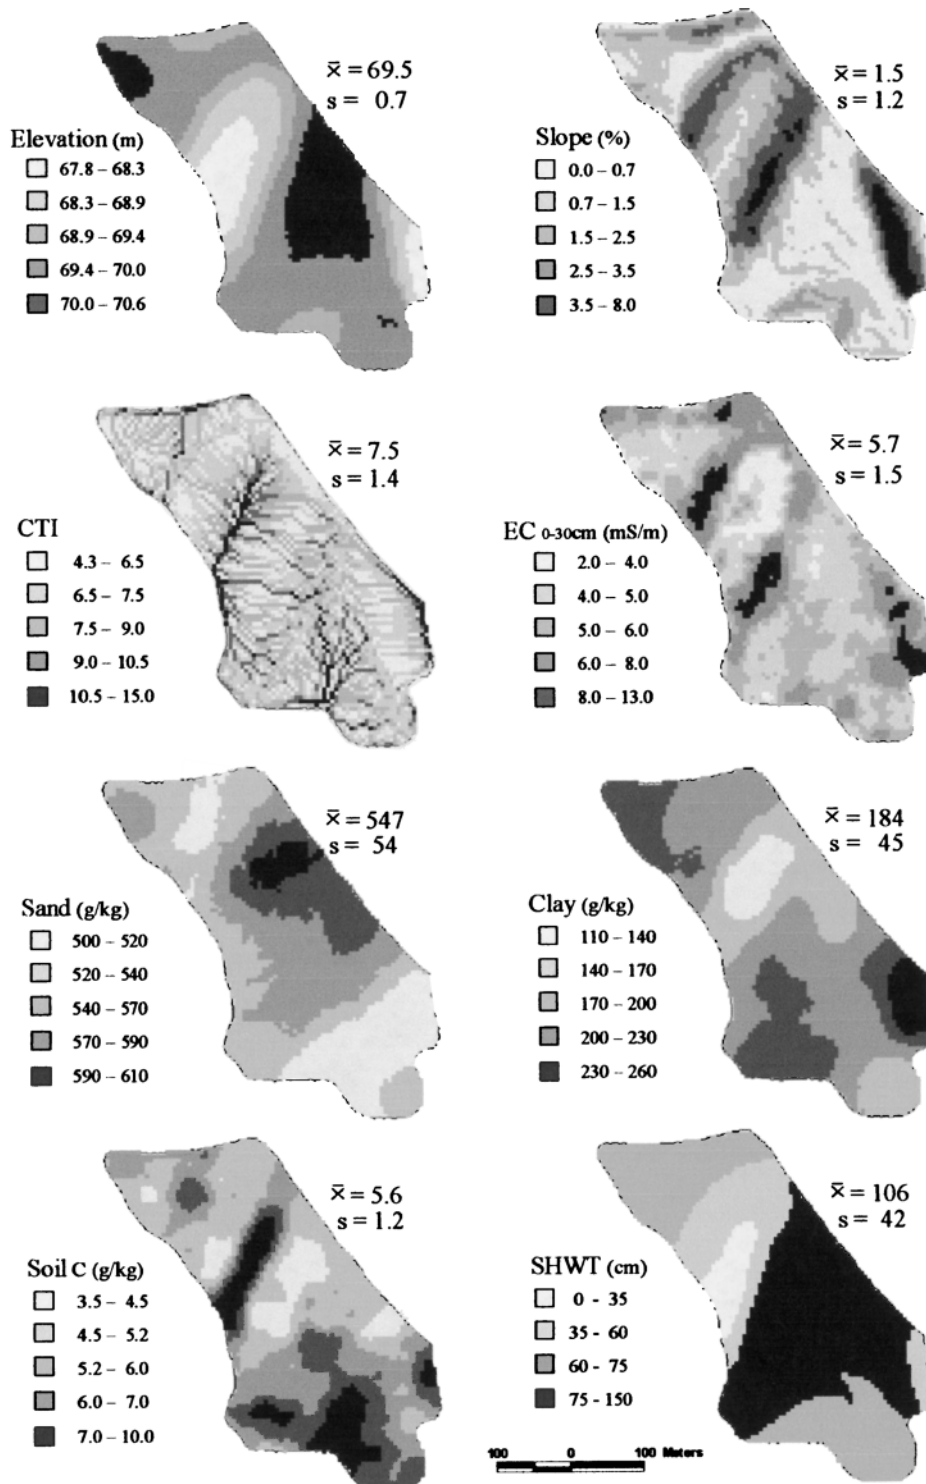 x̄ = 69.5
s = 0.7
Elevation (m)
67.8 – 68.3
68.3 – 68.9
68.9 – 69.4
69.4 – 70.0
70.0 – 70.6
x̄ = 1.5
s = 1.2
Slope (%)
0.0 – 0.7
0.7 – 1.5
1.5 – 2.5
2.5 – 3.5
3.5 – 8.0
x̄ = 7.5
s = 1.4
CTI
4.3 – 6.5
6.5 – 7.5
7.5 – 9.0
9.0 – 10.5
10.5 – 15.0
x̄ = 5.7
s = 1.5
EC 0-30cm (mS/m)
2.0 – 4.0
4.0 – 5.0
5.0 – 6.0
6.0 – 8.0
8.0 – 13.0
x̄ = 547
s = 54
Sand (g/kg)
500 – 520
520 – 540
540 – 570
570 – 590
590 – 610
x̄ = 184
s = 45
Clay (g/kg)
110 – 140
140 – 170
170 – 200
200 – 230
230 – 260
x̄ = 5.6
s = 1.2
Soil C (g/kg)
3.5 – 4.5
4.5 – 5.2
5.2 – 6.0
6.0 – 7.0
7.0 – 10.0
x̄ = 106
s = 42
SHWT (cm)
0 - 35
35 - 60
60 - 75
75 - 150
100 0 100 Meters